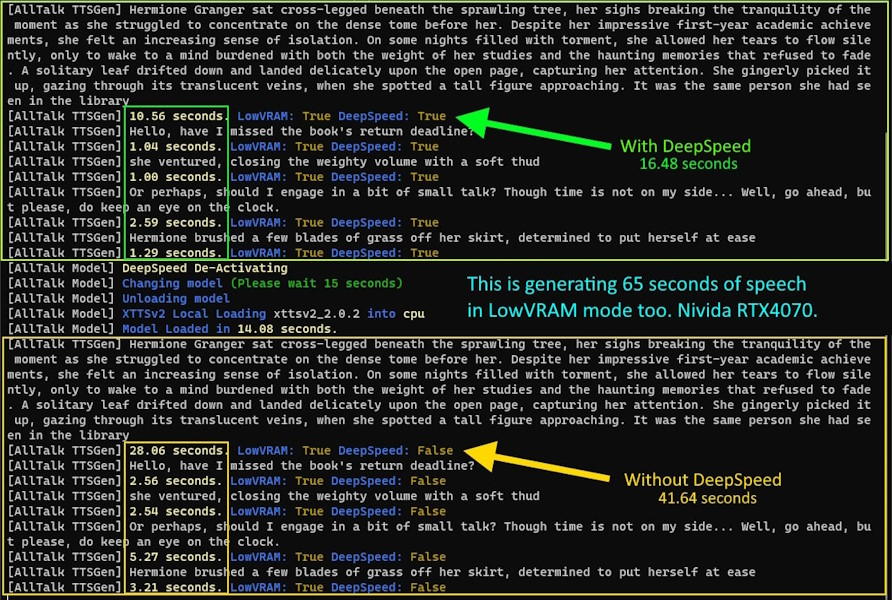 [AllTalk TTSGen] Hermione Granger sat cross-legged beneath the sprawling tree, her sighs breaking the tranquility of the
moment as she struggled to concentrate on the dense tome before her. Despite her impressive first-year academic achieve
ments, she felt an increasing sense of isolation. On some nights filled with torment, she allowed her tears to flow sile
ntly, only to wake to a mind burdened with both the weight of her studies and the haunting memories that refused to fade
. A solitary leaf drifted down and landed delicately upon the open page, capturing her attention. She gingerly picked it
up, gazing through its translucent veins, when she spotted a tall figure approaching. It was the same person she had se
en in the library
[AllTalk TTSGen] 10.56 seconds. LowVRAM: True DeepSpeed: True
[AllTalk TTSGen] Hello, have I missed the book's return deadline?
[AllTalk TTSGen] 1.04 seconds. LowVRAM: True DeepSpeed: True
[AllTalk TTSGen] she ventured, closing the weighty volume with a soft thud
[AllTalk TTSGen] 1.00 seconds. LowVRAM: True DeepSpeed: True
[AllTalk TTSGen] Or perhaps, should I engage in a bit of small talk? Though time is not on my side... Well, go ahead, bu
t please, do keep an eye on the clock.
[AllTalk TTSGen] 2.59 seconds. LowVRAM: True DeepSpeed: True
[AllTalk TTSGen] Hermione brushed a few blades of grass off her skirt, determined to put herself at ease
[AllTalk TTSGen] 1.29 seconds. LowVRAM: True DeepSpeed: True
With DeepSpeed
16.48 seconds
[AllTalk Model] DeepSpeed De-Activating
[AllTalk Model] Changing model (Please wait 15 seconds)
[AllTalk Model] Unloading model
[AllTalk Model] XTTSv2 Local Loading xttsv2_2.0.2 into cpu
[AllTalk Model] Model Loaded in 14.08 seconds.
This is generating 65 seconds of speech
in LowVRAM mode too. Nivida RTX4070.
[AllTalk TTSGen] Hermione Granger sat cross-legged beneath the sprawling tree, her sighs breaking the tranquility of the
moment as she struggled to concentrate on the dense tome before her. Despite her impressive first-year academic achieve
ments, she felt an increasing sense of isolation. On some nights filled with torment, she allowed her tears to flow sile
ntly, only to wake to a mind burdened with both the weight of her studies and the haunting memories that refused to fade
. A solitary leaf drifted down and landed delicately upon the open page, capturing her attention. She gingerly picked it
up, gazing through its translucent veins, when she spotted a tall figure approaching. It was the same person she had se
en in the library
[AllTalk TTSGen] 28.06 seconds. LowVRAM: True DeepSpeed: False
[AllTalk TTSGen] Hello, have I missed the book's return deadline?
[AllTalk TTSGen] 2.56 seconds. LowVRAM: True DeepSpeed: False
[AllTalk TTSGen] she ventured, closing the weighty volume with a soft thud
[AllTalk TTSGen] 2.54 seconds. LowVRAM: True DeepSpeed: False
[AllTalk TTSGen] Or perhaps, should I engage in a bit of small talk? Though time is not on my side... Well, go ahead, bu
t please, do keep an eye on the clock.
[AllTalk TTSGen] 5.27 seconds. LowVRAM: True DeepSpeed: False
[AllTalk TTSGen] Hermione brushed a few blades of grass off her skirt, determined to put herself at ease
[AllTalk TTSGen] 3.21 seconds. LowVRAM: True DeepSpeed: False
Without DeepSpeed
41.64 seconds